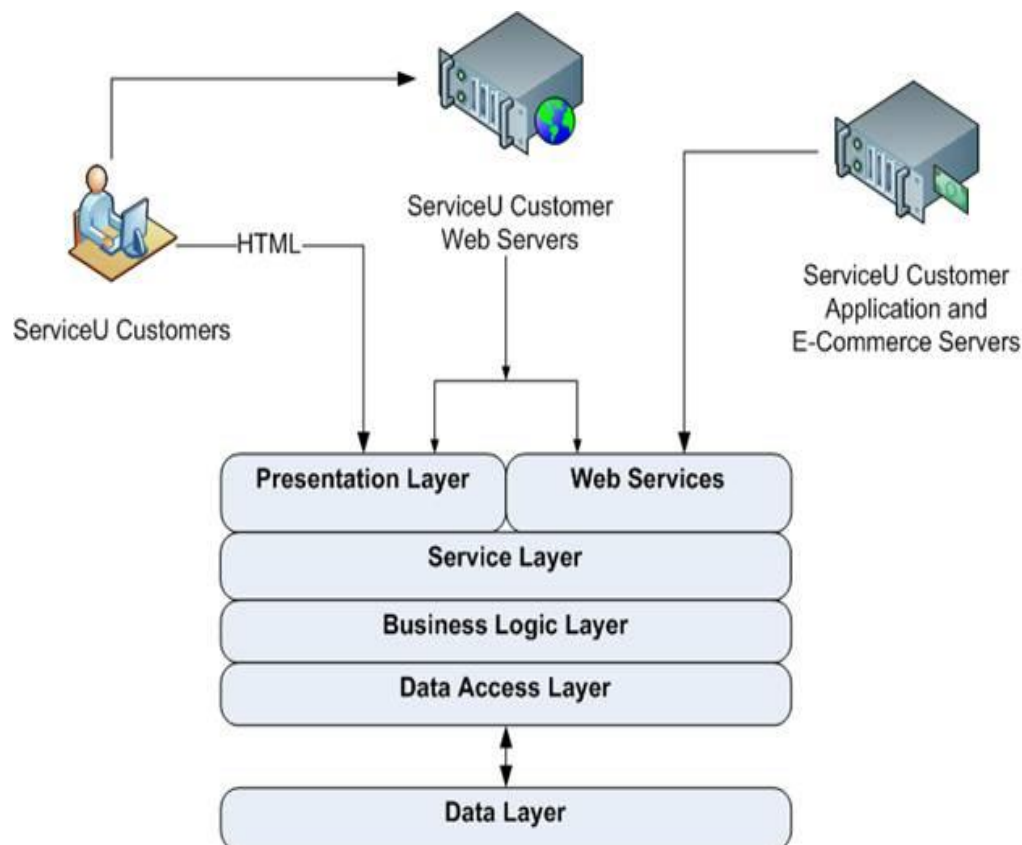 ServiceU Customer
Web Servers
HTML
ServiceU Customers
ServiceU Customer
Application and
E-Commerce Servers
Presentation Layer
Web Services
Service Layer
Business Logic Layer
Data Access Layer
Data Layer